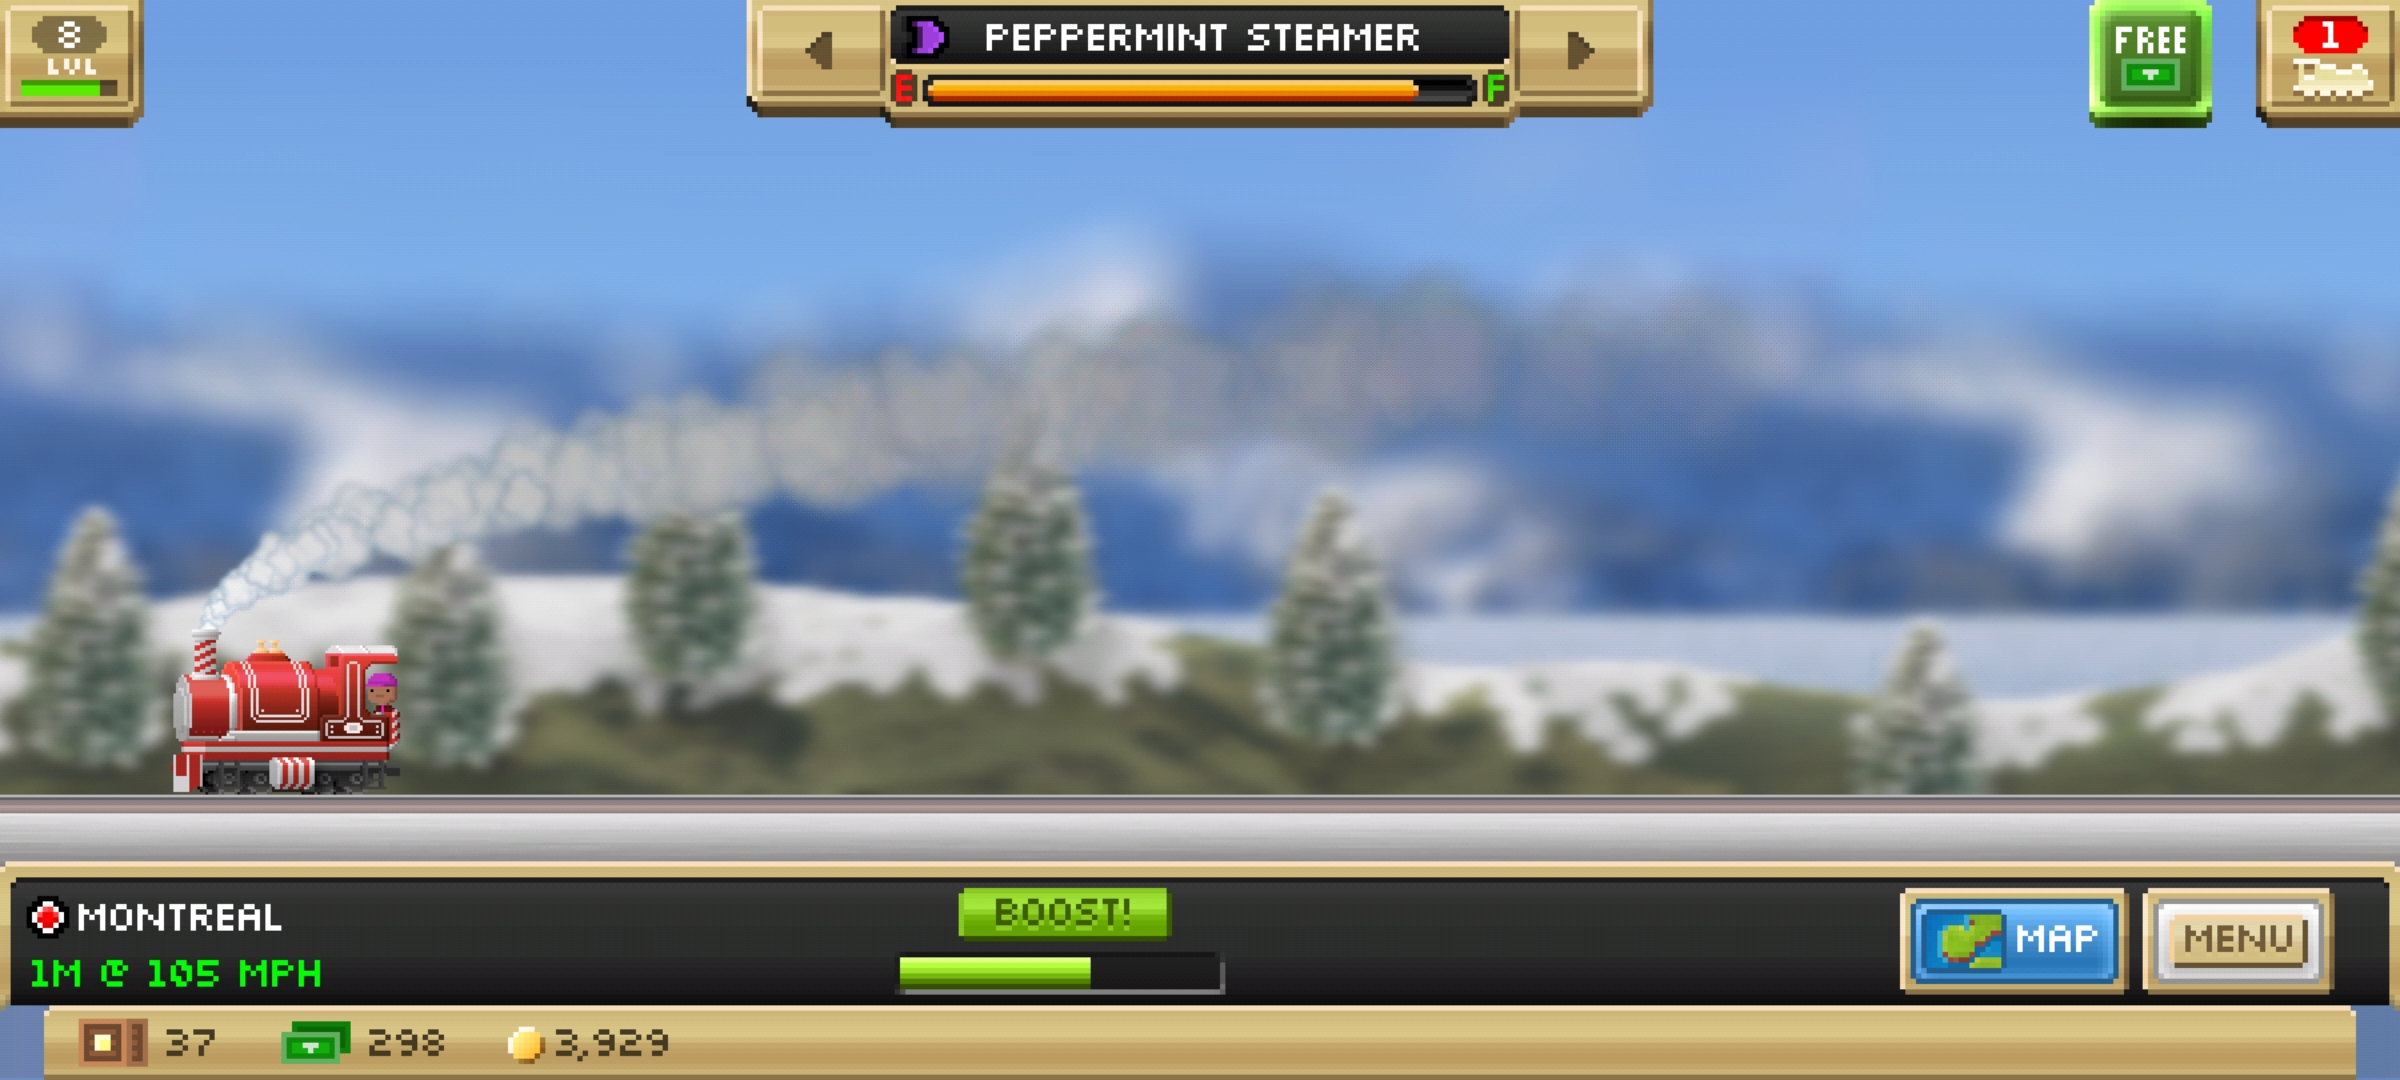 8
LVL
PEPPERMINT STEAMER
E F
FREE
1
MONTREAL
1M @ 105 MPH
BOOST!
MAP
MENU
37 298 3,929